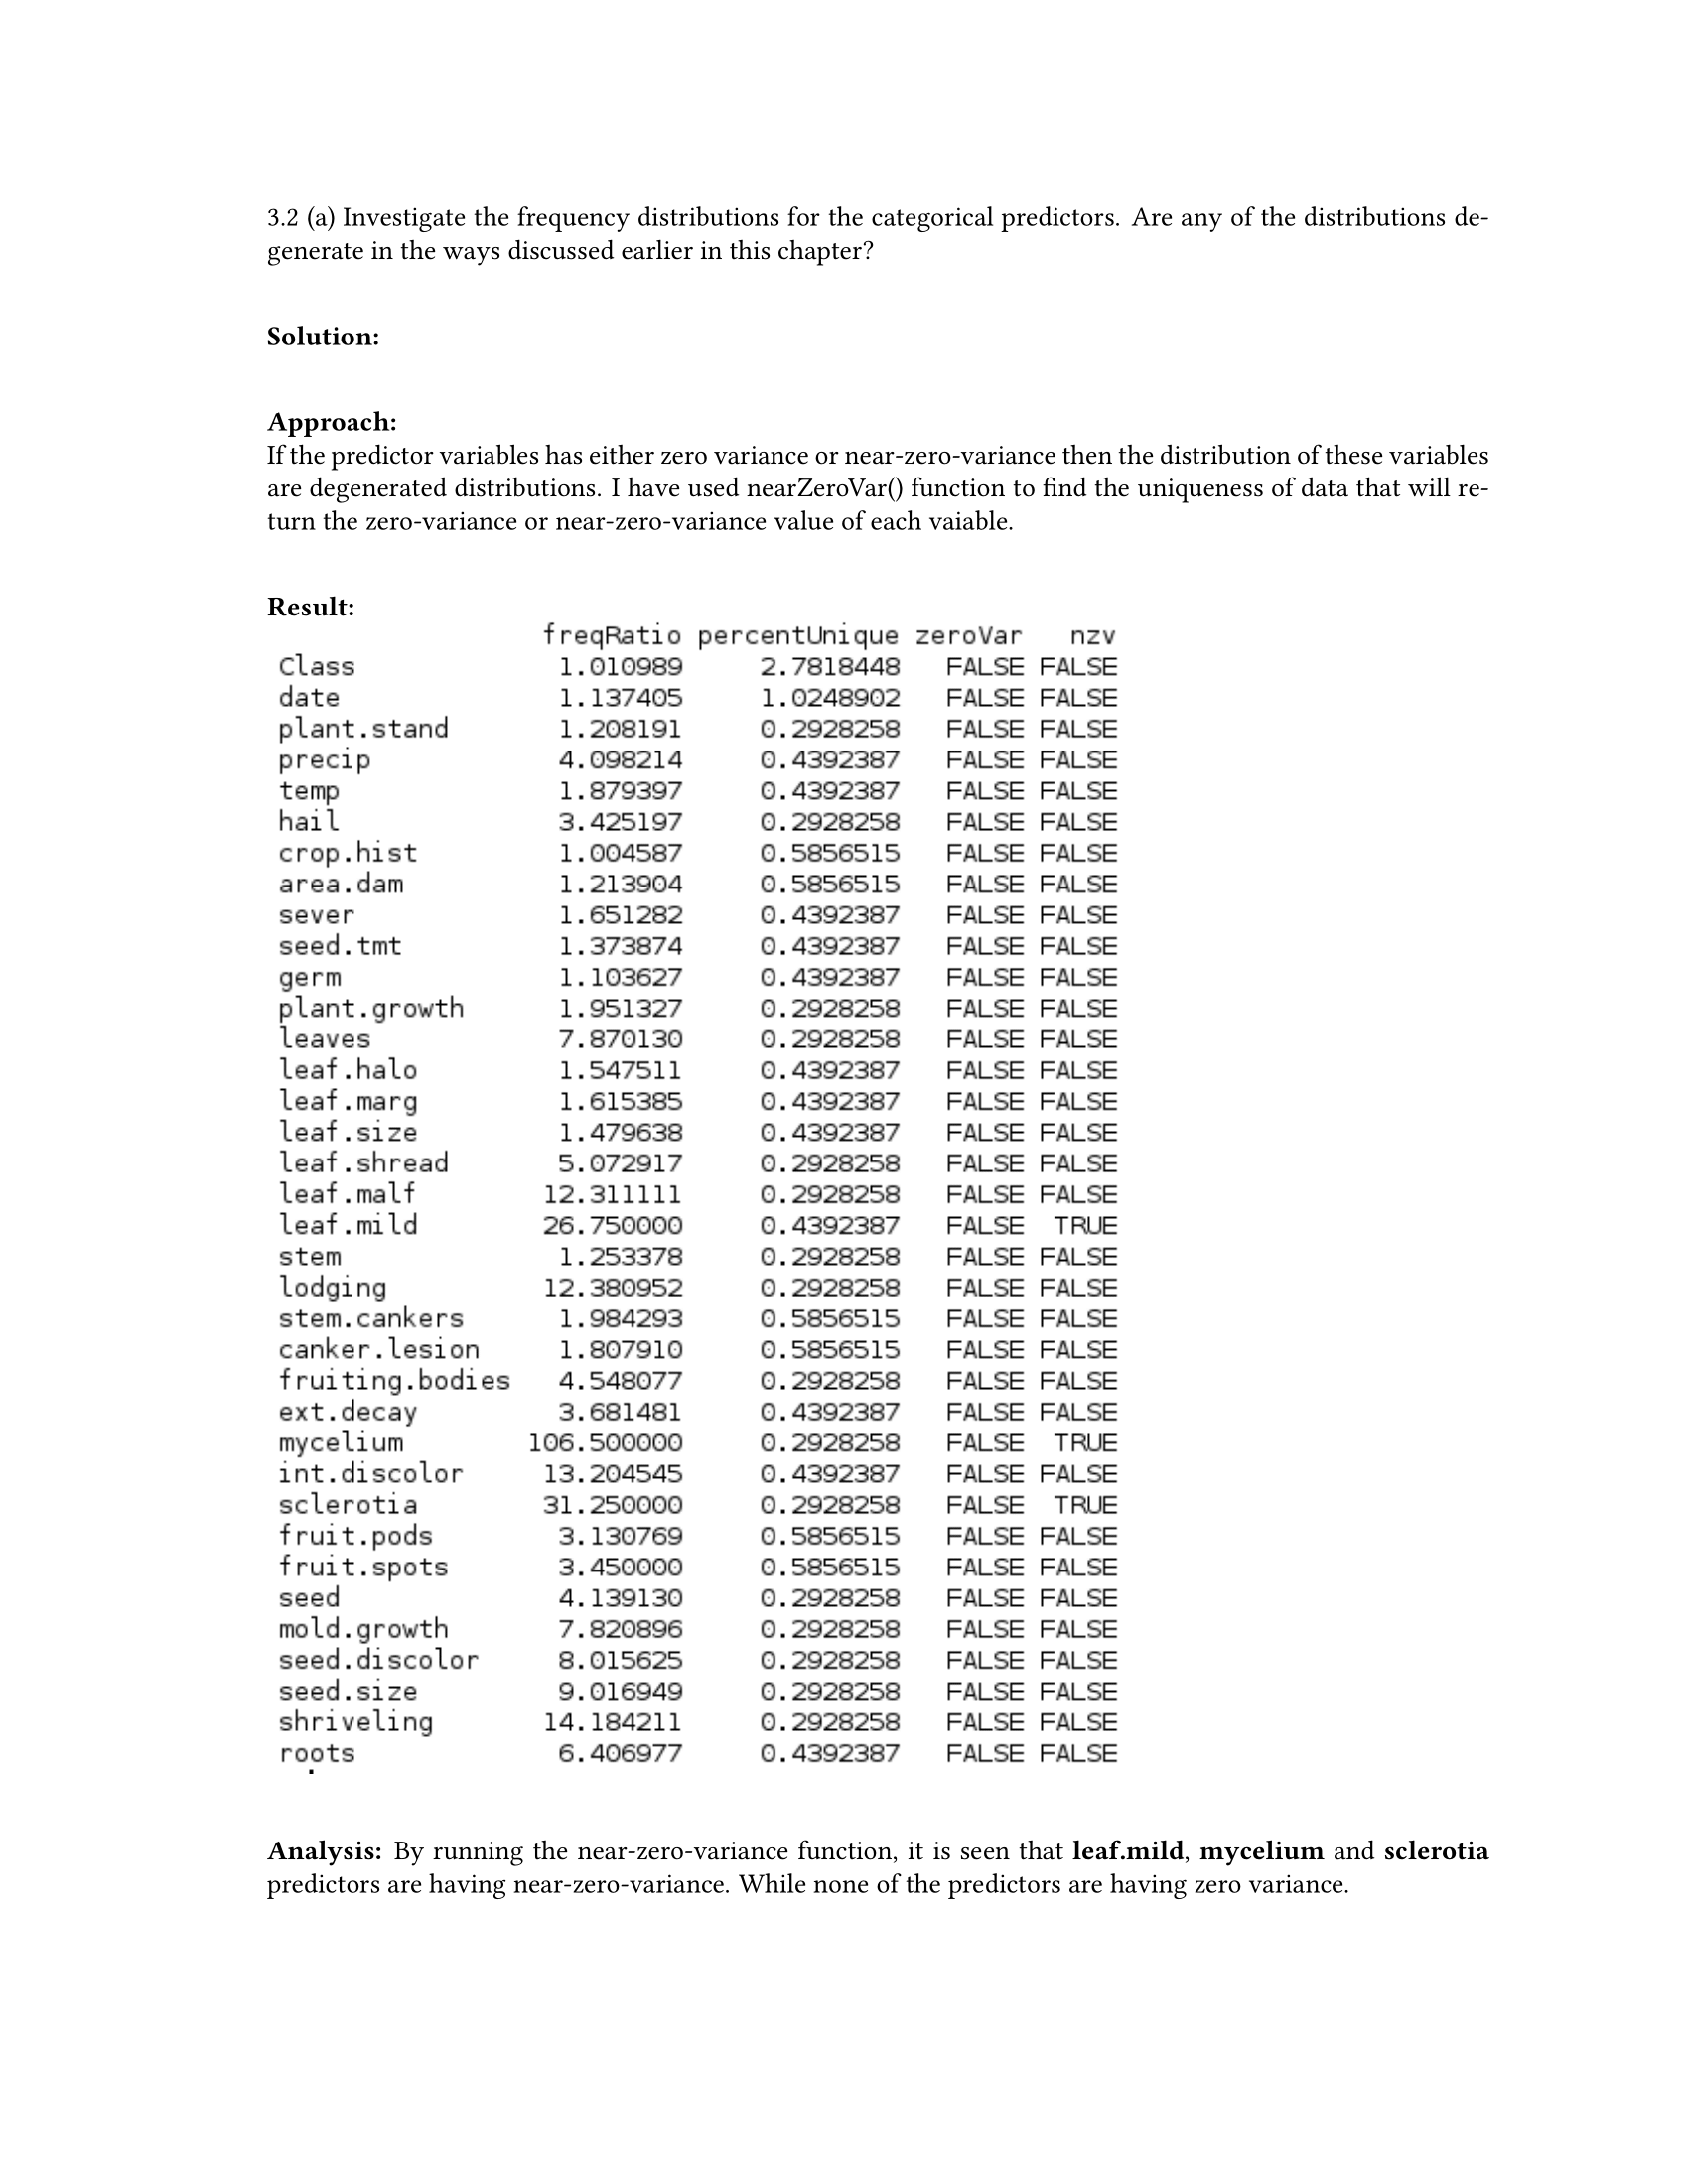 3.2 (a) Investigate the frequency distributions for the categorical predictors. Are any of the distributions de-
generate in the ways discussed earlier in this chapter?
Solution:
Approach:
If the predictor variables has either zero variance or near-zero-variance then the distribution of these variables
are degenerated distributions. I have used nearZeroVar() function to find the uniqueness of data that will re-
turn the zero-variance or near-zero-variance value of each vaiable.
Result:
freqRatio percentUnique zeroVar nzv
Class 1.010989 2.7818448 FALSE FALSE
date 1.137405 1.0248902 FALSE FALSE
plant.stand 1.208191 0.2928258 FALSE FALSE
precip 4.098214 0.4392387 FALSE FALSE
temp 1.879397 0.4392387 FALSE FALSE
hail 3.425197 0.2928258 FALSE FALSE
crop.hist 1.004587 0.5856515 FALSE FALSE
area.dam 1.213904 0.5856515 FALSE FALSE
sever 1.651282 0.4392387 FALSE FALSE
seed.tmt 1.373874 0.4392387 FALSE FALSE
germ 1.103627 0.4392387 FALSE FALSE
plant.growth 1.951327 0.2928258 FALSE FALSE
leaves 7.870130 0.2928258 FALSE FALSE
leaf.halo 1.547511 0.4392387 FALSE FALSE
leaf.marg 1.615385 0.4392387 FALSE FALSE
leaf.size 1.479638 0.4392387 FALSE FALSE
leaf.shread 5.072917 0.2928258 FALSE FALSE
leaf.malf 12.311111 0.2928258 FALSE FALSE
leaf.mild 26.750000 0.4392387 FALSE TRUE
stem 1.253378 0.2928258 FALSE FALSE
lodging 12.380952 0.2928258 FALSE FALSE
stem.cankers 1.984293 0.5856515 FALSE FALSE
canker.lesion 1.807910 0.5856515 FALSE FALSE
fruiting.bodies 4.548077 0.2928258 FALSE FALSE
ext.decay 3.681481 0.4392387 FALSE FALSE
mycelium 106.500000 0.2928258 FALSE TRUE
int.discolor 13.204545 0.4392387 FALSE FALSE
sclerotia 31.250000 0.2928258 FALSE TRUE
fruit.pods 3.130769 0.5856515 FALSE FALSE
fruit.spots 3.450000 0.5856515 FALSE FALSE
seed 4.139130 0.2928258 FALSE FALSE
mold.growth 7.820896 0.2928258 FALSE FALSE
seed.discolor 8.015625 0.2928258 FALSE FALSE
seed.size 9.016949 0.2928258 FALSE FALSE
shriveling 14.184211 0.2928258 FALSE FALSE
roots 6.406977 0.4392387 FALSE FALSE
Analysis: By running the near-zero-variance function, it is seen that leaf.mild, mycelium and sclerotia
predictors are having near-zero-variance. While none of the predictors are having zero variance.